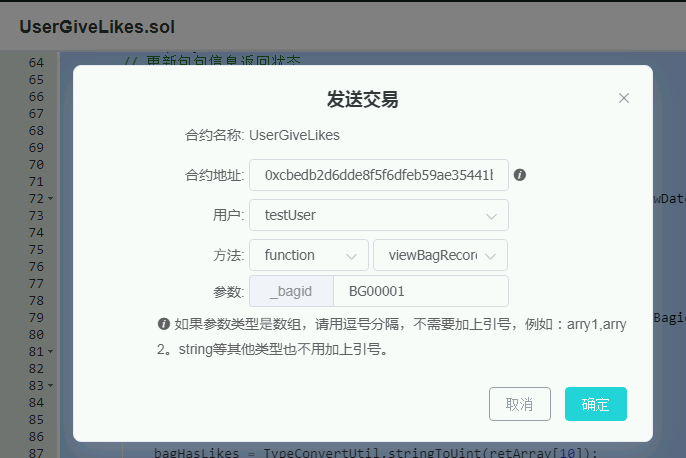 UserGiveLikes.sol
64 // 更新包包信息返回状态
65
66
67
68
69
70
71
72 wDate
73
74
75
76
77
78
79 Bagid
80
81
82
83
84
85
86
87 bagHasLikes = TypeConvertUtil.stringToUint(retArray[10]);
发送交易
合约名称: UserGiveLikes
合约地址: 0xcbedb2d6dde8f5f6dfeb59ae35441b
用户: testUser
方法: function viewBagRecord
参数: _bagid BG00001
如果参数类型是数组，请用逗号分隔，不需要加上引号，例如：arry1,arry
2。string等其他类型也不用加上引号。
取消 确定